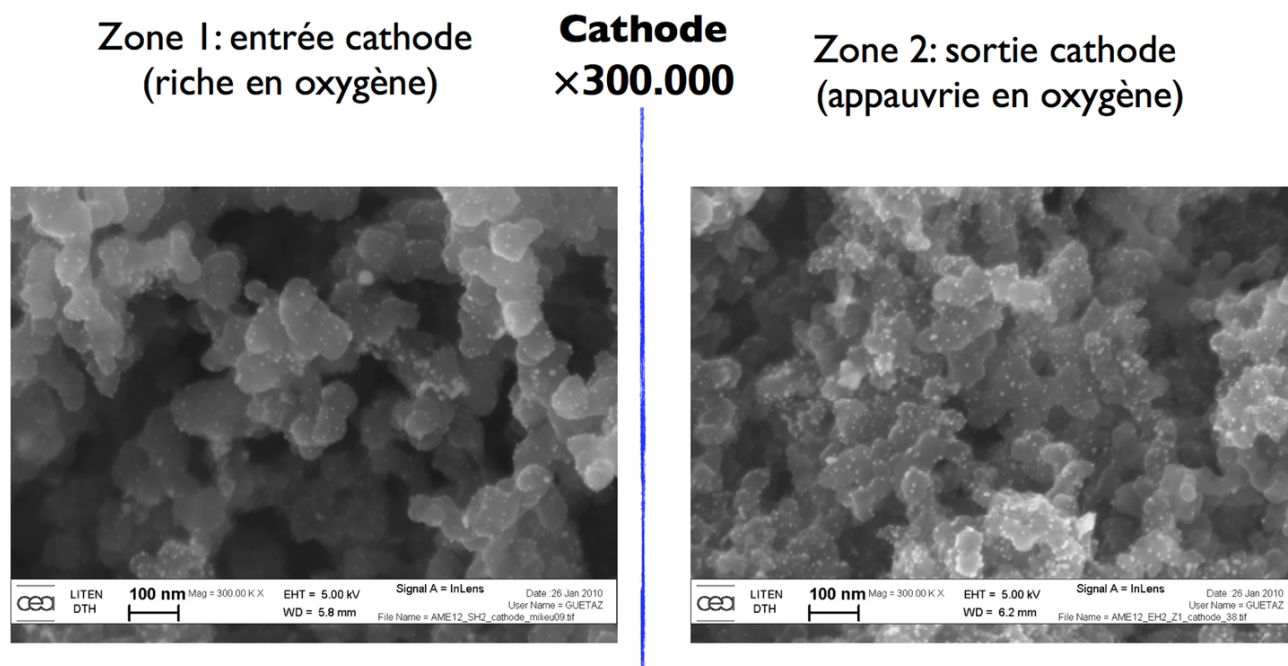 Zone 1: entrée cathode
(riche en oxygène)
Cathode
×300.000
Zone 2: sortie cathode
(appauvrie en oxygène)
cea
LITEN
DTH
100 nm
Mag = 300.00 K X
EHT = 5.00 kV
WD = 5.8 mm
Signal A = InLens
Date :26 Jan 2010
User Name = GUETAZ
File Name = AME12_SH2_cathode_milieu09.tif
cea
LITEN
DTH
100 nm
Mag = 300.00 K X
EHT = 5.00 kV
WD = 6.2 mm
Signal A = InLens
Date :26 Jan 2010
User Name = GUETAZ
File Name = AME12_EH2_Z1_cathode_38.tif